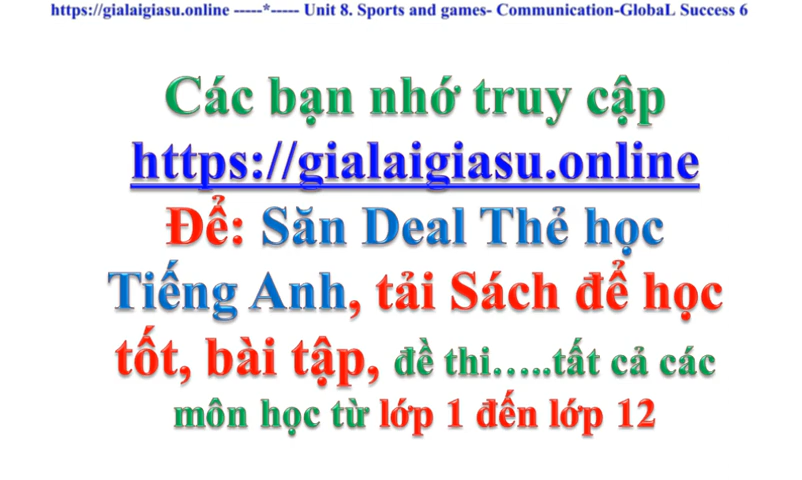 https://gialaigiasu.online -----*----- Unit 8. Sports and games- Communication-GlobaL Success 6
Các bạn nhớ truy cập
https://gialaigiasu.online
Để: Săn Deal Thẻ học
Tiếng Anh, tải Sách để học
tốt, bài tập, đề thi…..tất cả các
môn học từ lớp 1 đến lớp 12